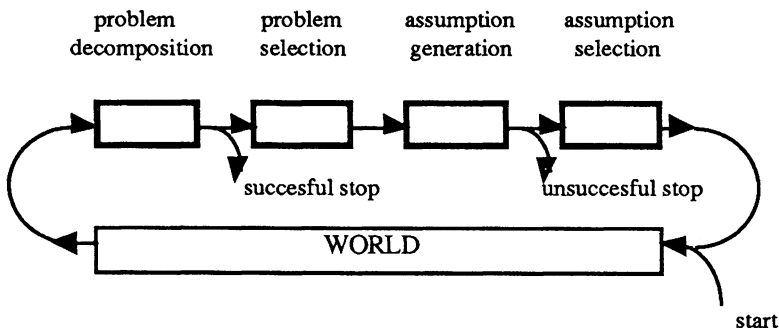 problem
decomposition
problem
selection
assumption
generation
assumption
selection
succesful stop
unsuccesful stop
WORLD
start